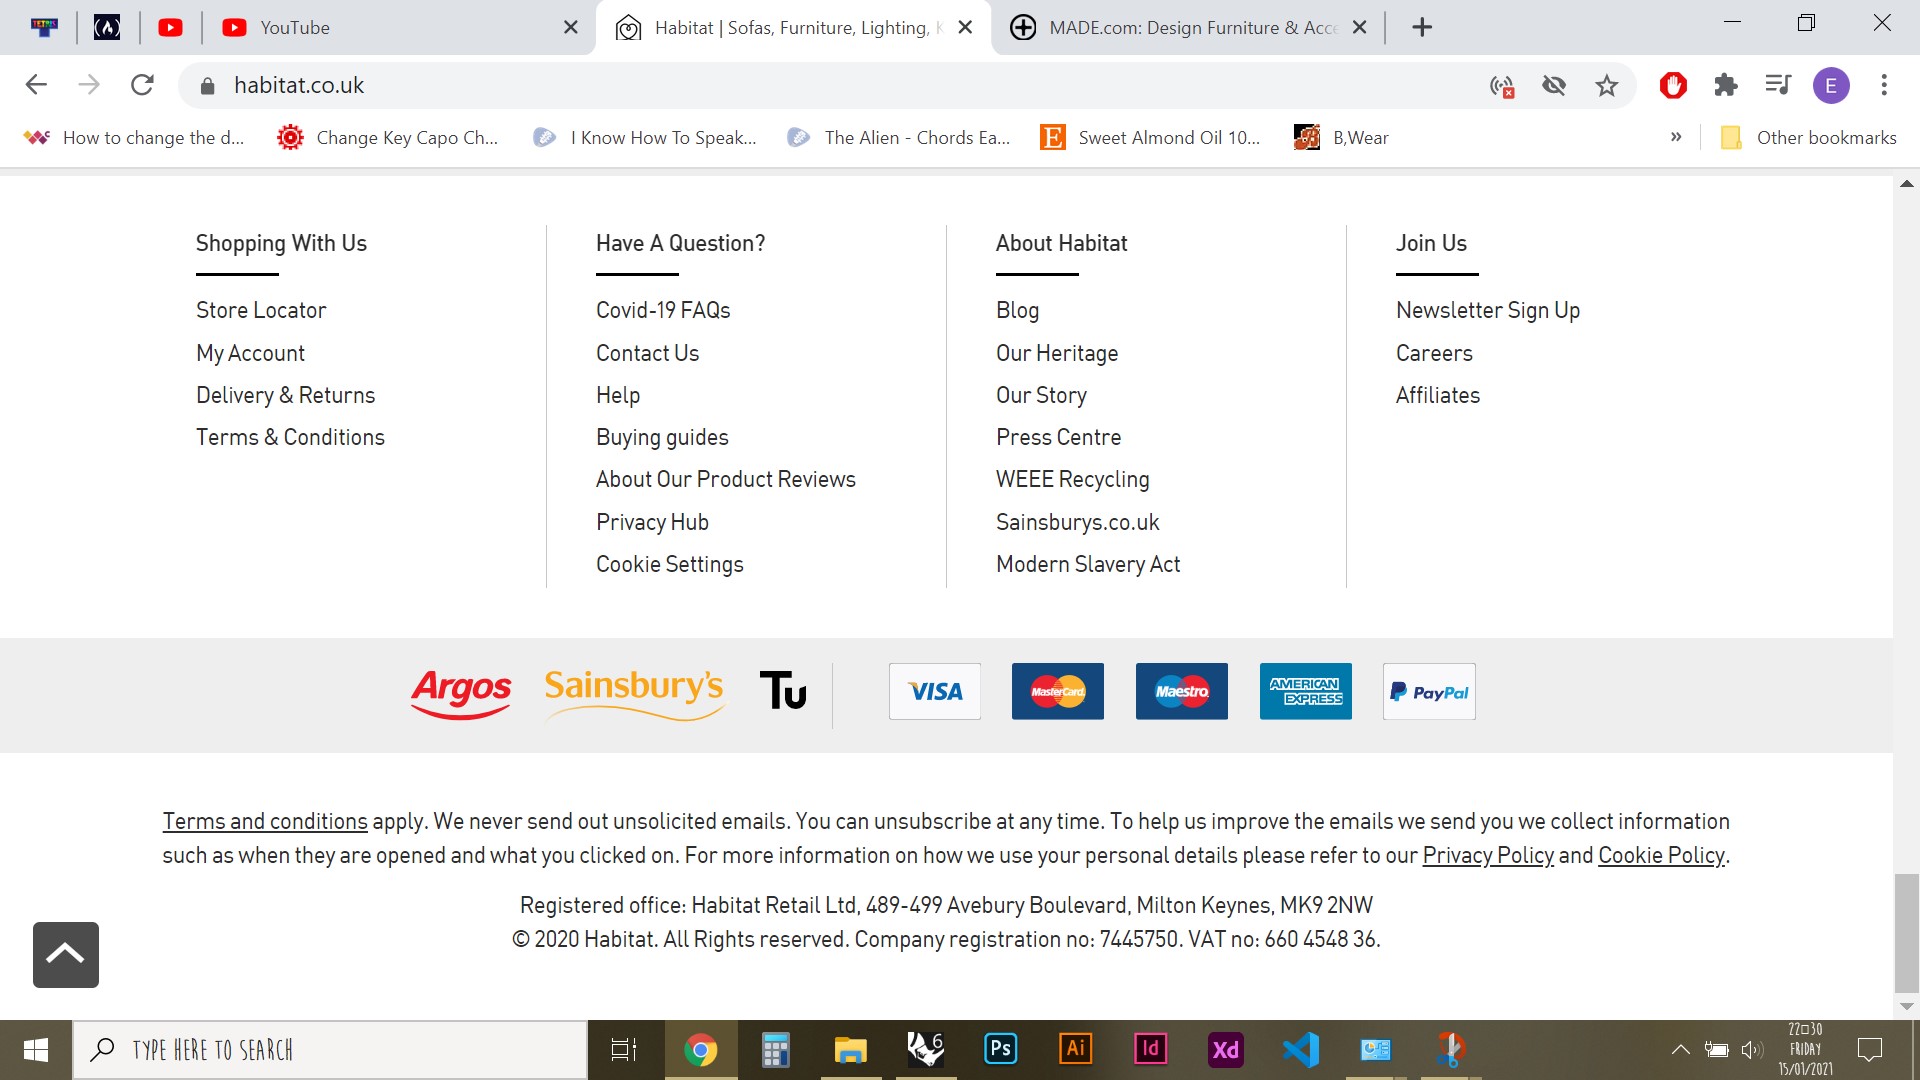 YouTube
Habitat | Sofas, Furniture, Lighting,
MADE.com: Design Furniture & Acce
habitat.co.uk
E
How to change the d...
Change Key Capo Ch...
I Know How To Speak...
The Alien - Chords Ea...
E
Sweet Almond Oil 10...
B,Wear
»
Other bookmarks
Shopping With Us
Store Locator
My Account
Delivery & Returns
Terms & Conditions
Have A Question?
Covid-19 FAQs
Contact Us
Help
Buying guides
About Our Product Reviews
Privacy Hub
Cookie Settings
About Habitat
Blog
Our Heritage
Our Story
Press Centre
WEEE Recycling
Sainsburys.co.uk
Modern Slavery Act
Join Us
Newsletter Sign Up
Careers
Affiliates
Argos
Sainsbury's
Tu
VISA
MasterCard
Maestro
AMERICAN EXPRESS
PayPal
Terms and conditions apply. We never send out unsolicited emails. You can unsubscribe at any time. To help us improve the emails we send you we collect information
such as when they are opened and what you clicked on. For more information on how we use your personal details please refer to our Privacy Policy and Cookie Policy.
Registered office: Habitat Retail Ltd, 489-499 Avebury Boulevard, Milton Keynes, MK9 2NW
© 2020 Habitat. All Rights reserved. Company registration no: 7445750. VAT no: 660 4548 36.
TYPE HERE TO SEARCH
6
Ps
Ai
Id
Xd
22□30
FRIDAY
15/01/2021